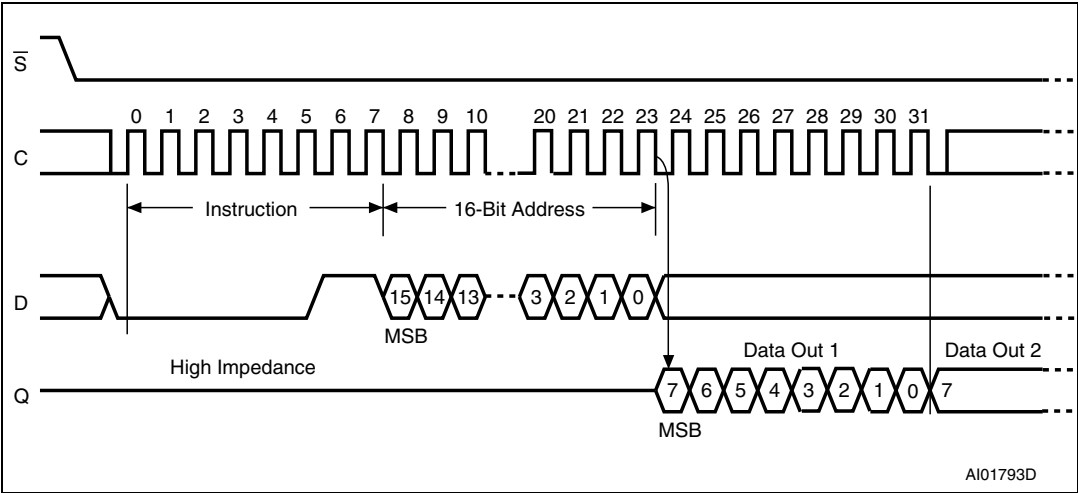 S
0 1 2 3 4 5 6 7 8 9 10 20 21 22 23 24 25 26 27 28 29 30 31
C
Instruction 16-Bit Address
D 15 14 13 3 2 1 0
MSB
High Impedance Data Out 1 Data Out 2
Q 7 6 5 4 3 2 1 0 7
MSB
AI01793D